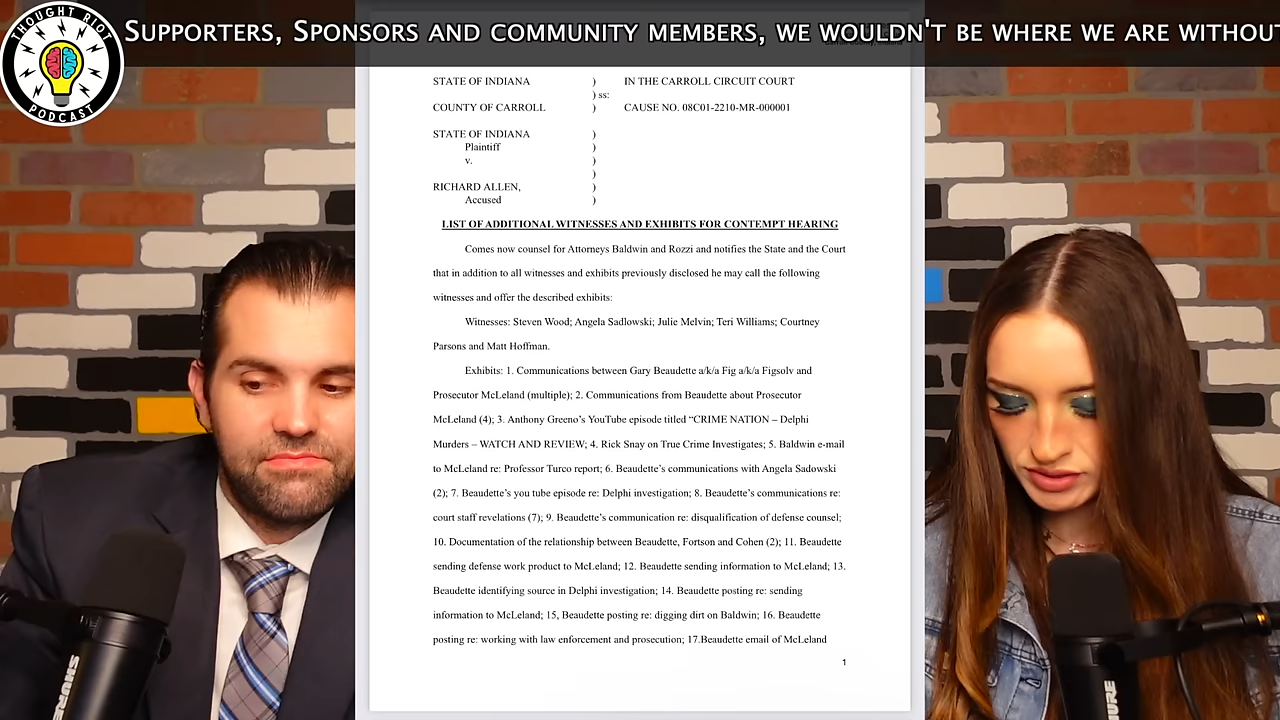 THOUGHT RIOT
PODCAST
SUPPORTERS, SPONSORS AND COMMUNITY MEMBERS, WE WOULDN'T BE WHERE WE ARE WITHOUT
STATE OF INDIANA ) IN THE CARROLL CIRCUIT COURT
) ss:
COUNTY OF CARROLL ) CAUSE NO. 08C01-2210-MR-000001
STATE OF INDIANA )
Plaintiff )
v. )
)
RICHARD ALLEN, )
Accused )
LIST OF ADDITIONAL WITNESSES AND EXHIBITS FOR CONTEMPT HEARING
Comes now counsel for Attorneys Baldwin and Rozzi and notifies the State and the Court
that in addition to all witnesses and exhibits previously disclosed he may call the following
witnesses and offer the described exhibits:
Witnesses: Steven Wood; Angela Sadlowski; Julie Melvin; Teri Williams; Courtney
Parsons and Matt Hoffman.
Exhibits: 1. Communications between Gary Beaudette a/k/a Fig a/k/a Figsolv and
Prosecutor McLeland (multiple); 2. Communications from Beaudette about Prosecutor
McLeland (4); 3. Anthony Greeno's YouTube episode titled “CRIME NATION – Delphi
Murders – WATCH AND REVIEW; 4. Rick Snay on True Crime Investigates; 5. Baldwin e-mail
to McLeland re: Professor Turco report; 6. Beaudette's communications with Angela Sadowski
(2); 7. Beaudette's you tube episode re: Delphi investigation; 8. Beaudette's communications re:
court staff revelations (7); 9. Beaudette's communication re: disqualification of defense counsel;
10. Documentation of the relationship between Beaudette, Fortson and Cohen (2); 11. Beaudette
sending defense work product to McLeland; 12. Beaudette sending information to McLeland; 13.
Beaudette identifying source in Delphi investigation; 14. Beaudette posting re: sending
information to McLeland; 15, Beaudette posting re: digging dirt on Baldwin; 16. Beaudette
posting re: working with law enforcement and prosecution; 17.Beaudette email of McLeland
1
SHURE
SHURE